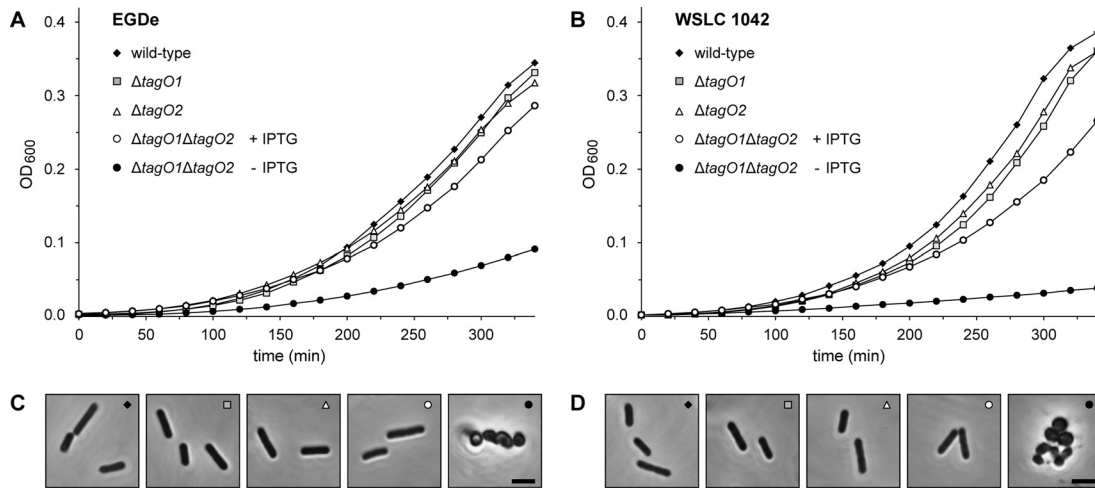 A
EGDe
0.4
0.3
0.2
0.1
0.0
OD600
wild-type
ΔtagO1
ΔtagO2
ΔtagO1ΔtagO2 + IPTG
ΔtagO1ΔtagO2 - IPTG
0 50 100 150 200 250 300
time (min)
B
WSLC 1042
0.4
0.3
0.2
0.1
0.0
OD600
wild-type
ΔtagO1
ΔtagO2
ΔtagO1ΔtagO2 + IPTG
ΔtagO1ΔtagO2 - IPTG
0 50 100 150 200 250 300
time (min)
C
D